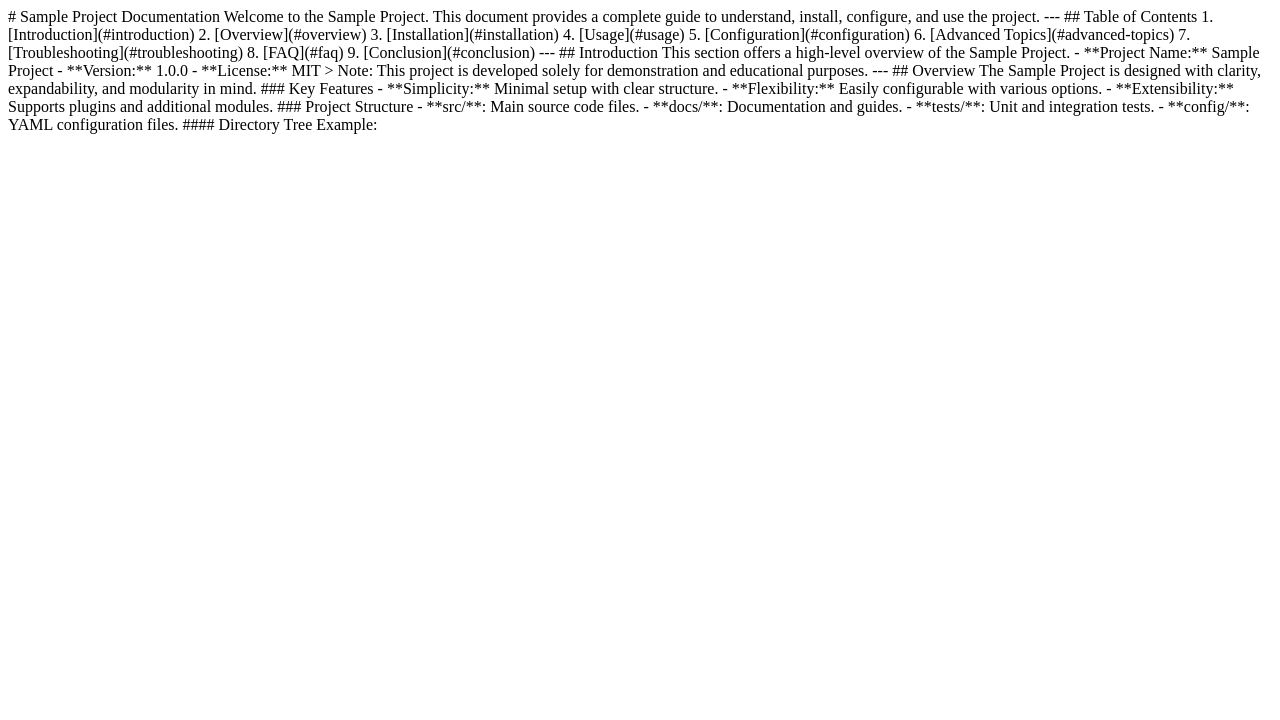 # Sample Project Documentation Welcome to the Sample Project. This document provides a complete guide to understand, install, configure, and use the project. --- ## Table of Contents 1.
[Introduction](#introduction) 2. [Overview](#overview) 3. [Installation](#installation) 4. [Usage](#usage) 5. [Configuration](#configuration) 6. [Advanced Topics](#advanced-topics) 7.
[Troubleshooting](#troubleshooting) 8. [FAQ](#faq) 9. [Conclusion](#conclusion) --- ## Introduction This section offers a high-level overview of the Sample Project. - **Project Name:** Sample
Project - **Version:** 1.0.0 - **License:** MIT > Note: This project is developed solely for demonstration and educational purposes. --- ## Overview The Sample Project is designed with clarity,
expandability, and modularity in mind. ### Key Features - **Simplicity:** Minimal setup with clear structure. - **Flexibility:** Easily configurable with various options. - **Extensibility:**
Supports plugins and additional modules. ### Project Structure - **src/**: Main source code files. - **docs/**: Documentation and guides. - **tests/**: Unit and integration tests. - **config/**:
YAML configuration files. #### Directory Tree Example: